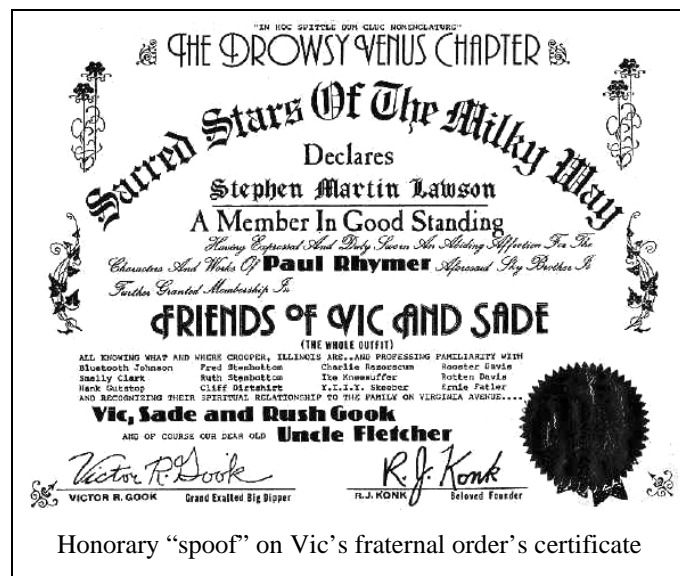 "IN HOC SPITTLE DUM CLUC NOMENCLATURS"
THE DROWSY VENUS CHAPTER
Sacred Stars Of The Milky Way
Declares
Stephen Martin Lawson
A Member In Good Standing
Having Expressed And Duly Sworn An Abiding Affection For The
Characters And Works Of Paul Rhymer Aforesaid Sky Brother Is
Further Granted Membership In
FRIENDS OF VIC AND SADE
(THE WHOLE OUTFIT)
ALL KNOWING WHAT AND WHERE CROOPER, ILLINOIS ARE..AND PROFESSING FAMILIARITY WITH
Bluetooth Johnson Fred Stembottom Charlie Razorscum Rooster Davis
Smelly Clark Ruth Stembottom Ike Kneesuffer Rotten Davis
Hank Gutstop Cliff Dirtshirt Y.I.I.Y. Skeeber Ernie Fatler
AND RECOGNIZING THEIR SPIRITUAL RELATIONSHIP TO THE FAMILY ON VIRGINIA AVENUE....
Vic, Sade and Rush Gook
AND OF COURSE OUR DEAR OLD Uncle Fletcher
Victor R. Gook R. J. Konk
VICTOR R. GOOK Grand Exalted Big Dipper R.J. KONK Beloved Founder
Honorary “spoof” on Vic’s fraternal order’s certificate